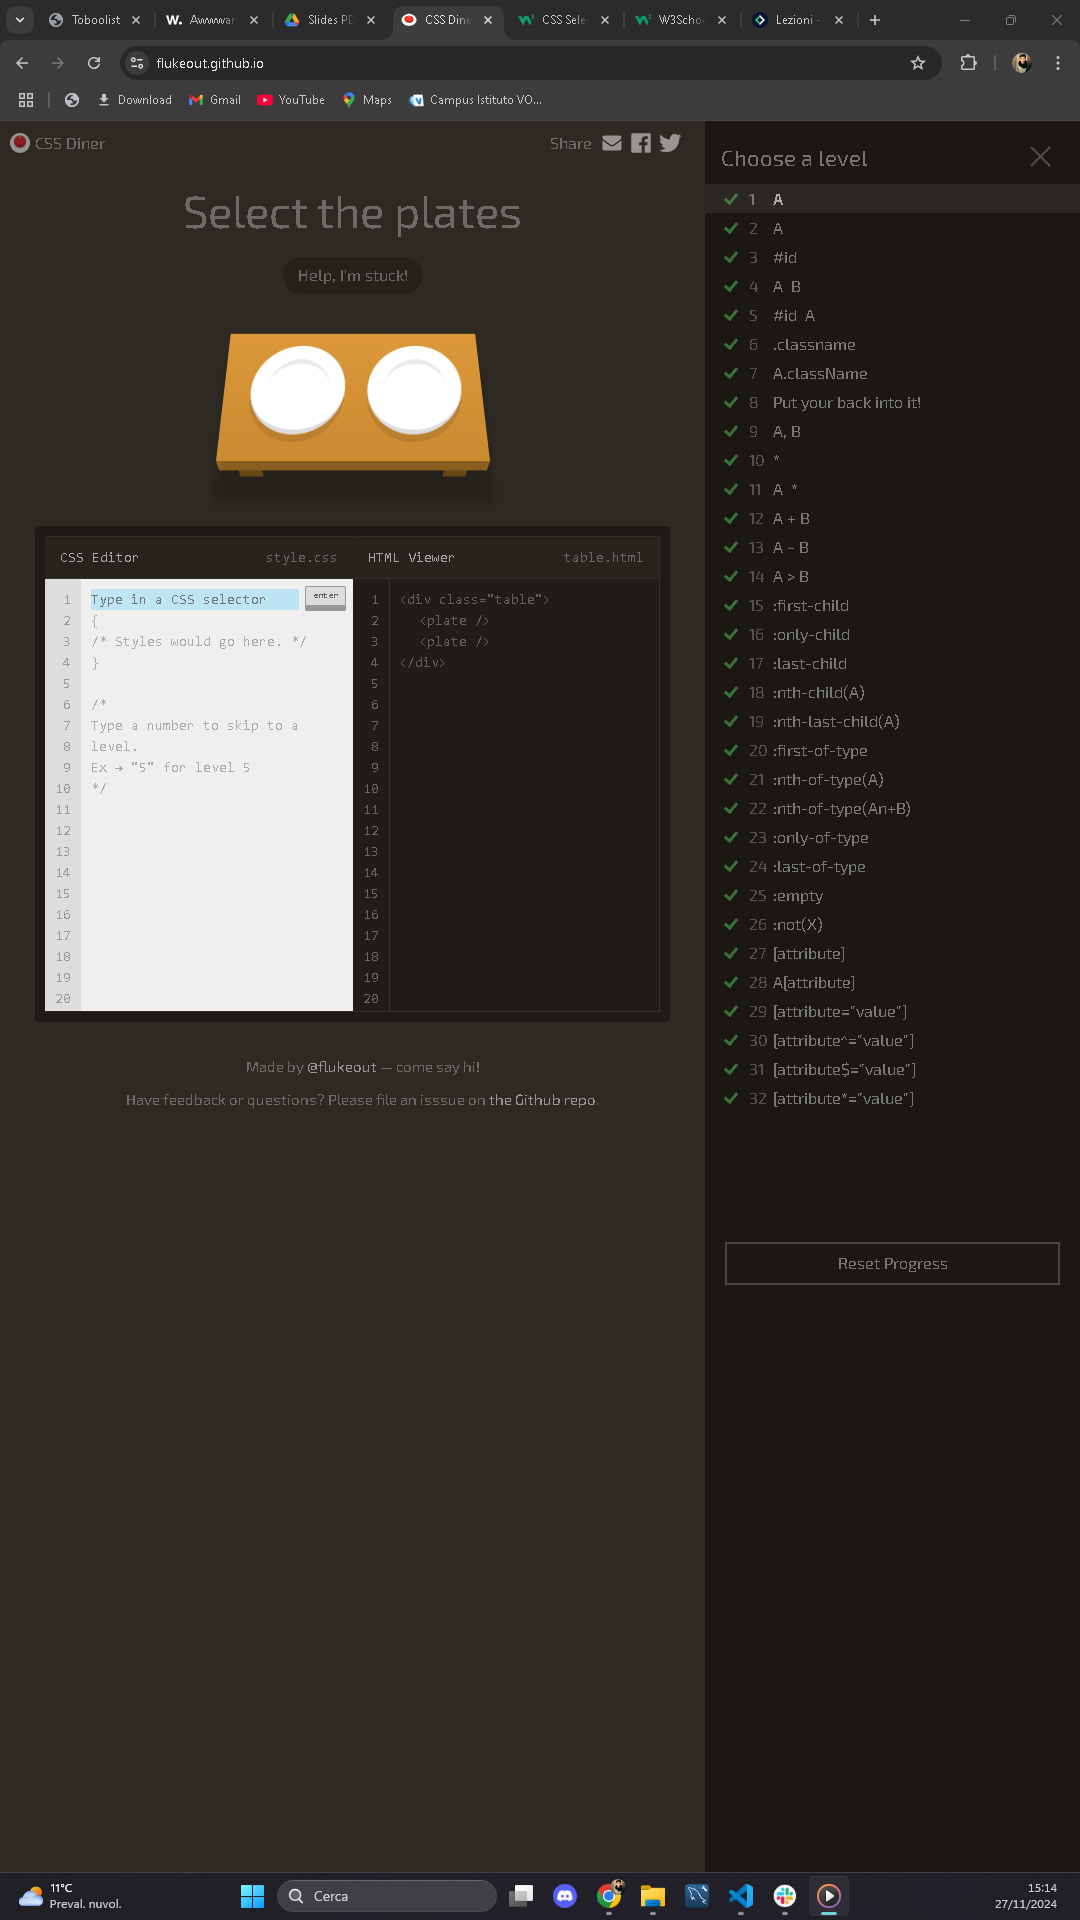 Toboolist
W. Awwwar
Slides PD
CSS Dine
CSS Sele
W3Scho
Lezioni -
flukeout.github.io
Download
Gmail
YouTube
Maps
Campus Istituto VO...
CSS Diner
Share
Select the plates
Help, I'm stuck!
CSS Editor
style.css
HTML Viewer
table.html
1 Type in a CSS selector
enter
2 {
3 /* Styles would go here. */
4 }
5
6 /*
7 Type a number to skip to a
8 level.
9 Ex → "5" for level 5
10 */
11
12
13
14
15
16
17
18
19
20
1 <div class="table">
2 <plate />
3 <plate />
4 </div>
5
6
7
8
9
10
11
12
13
14
15
16
17
18
19
20
Made by @flukeout — come say hi!
Have feedback or questions? Please file an isssue on the Github repo.
Choose a level
1 A
2 A
3 #id
4 A B
5 #id A
6 .classname
7 A.className
8 Put your back into it!
9 A, B
10 *
11 A *
12 A + B
13 A ~ B
14 A > B
15 :first-child
16 :only-child
17 :last-child
18 :nth-child(A)
19 :nth-last-child(A)
20 :first-of-type
21 :nth-of-type(A)
22 :nth-of-type(An+B)
23 :only-of-type
24 :last-of-type
25 :empty
26 :not(X)
27 [attribute]
28 A[attribute]
29 [attribute="value"]
30 [attribute^="value"]
31 [attribute$="value"]
32 [attribute*="value"]
Reset Progress
11°C
Preval. nuvol.
Cerca
15:14
27/11/2024